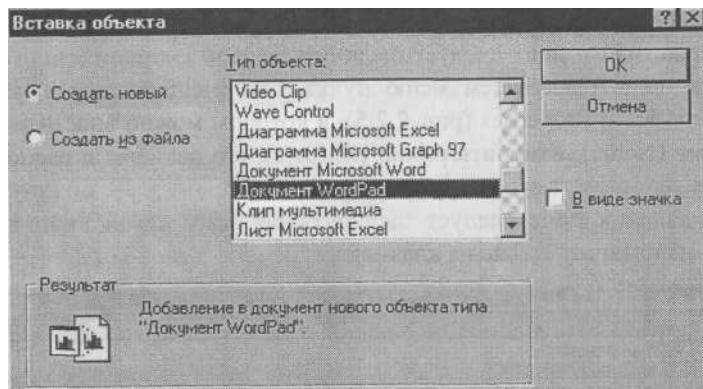 Вставка объекта
Тип объекта:
Создать новый
Создать из файла
Video Clip
Wave Control
Диаграмма Microsoft Excel
Диаграмма Microsoft Graph 97
Документ Microsoft Word
Документ WordPad
Клип мультимедиа
Лист Microsoft Excel
OK
Отмена
В виде значка
Результат
Добавление в документ нового объекта типа
"Документ WordPad".